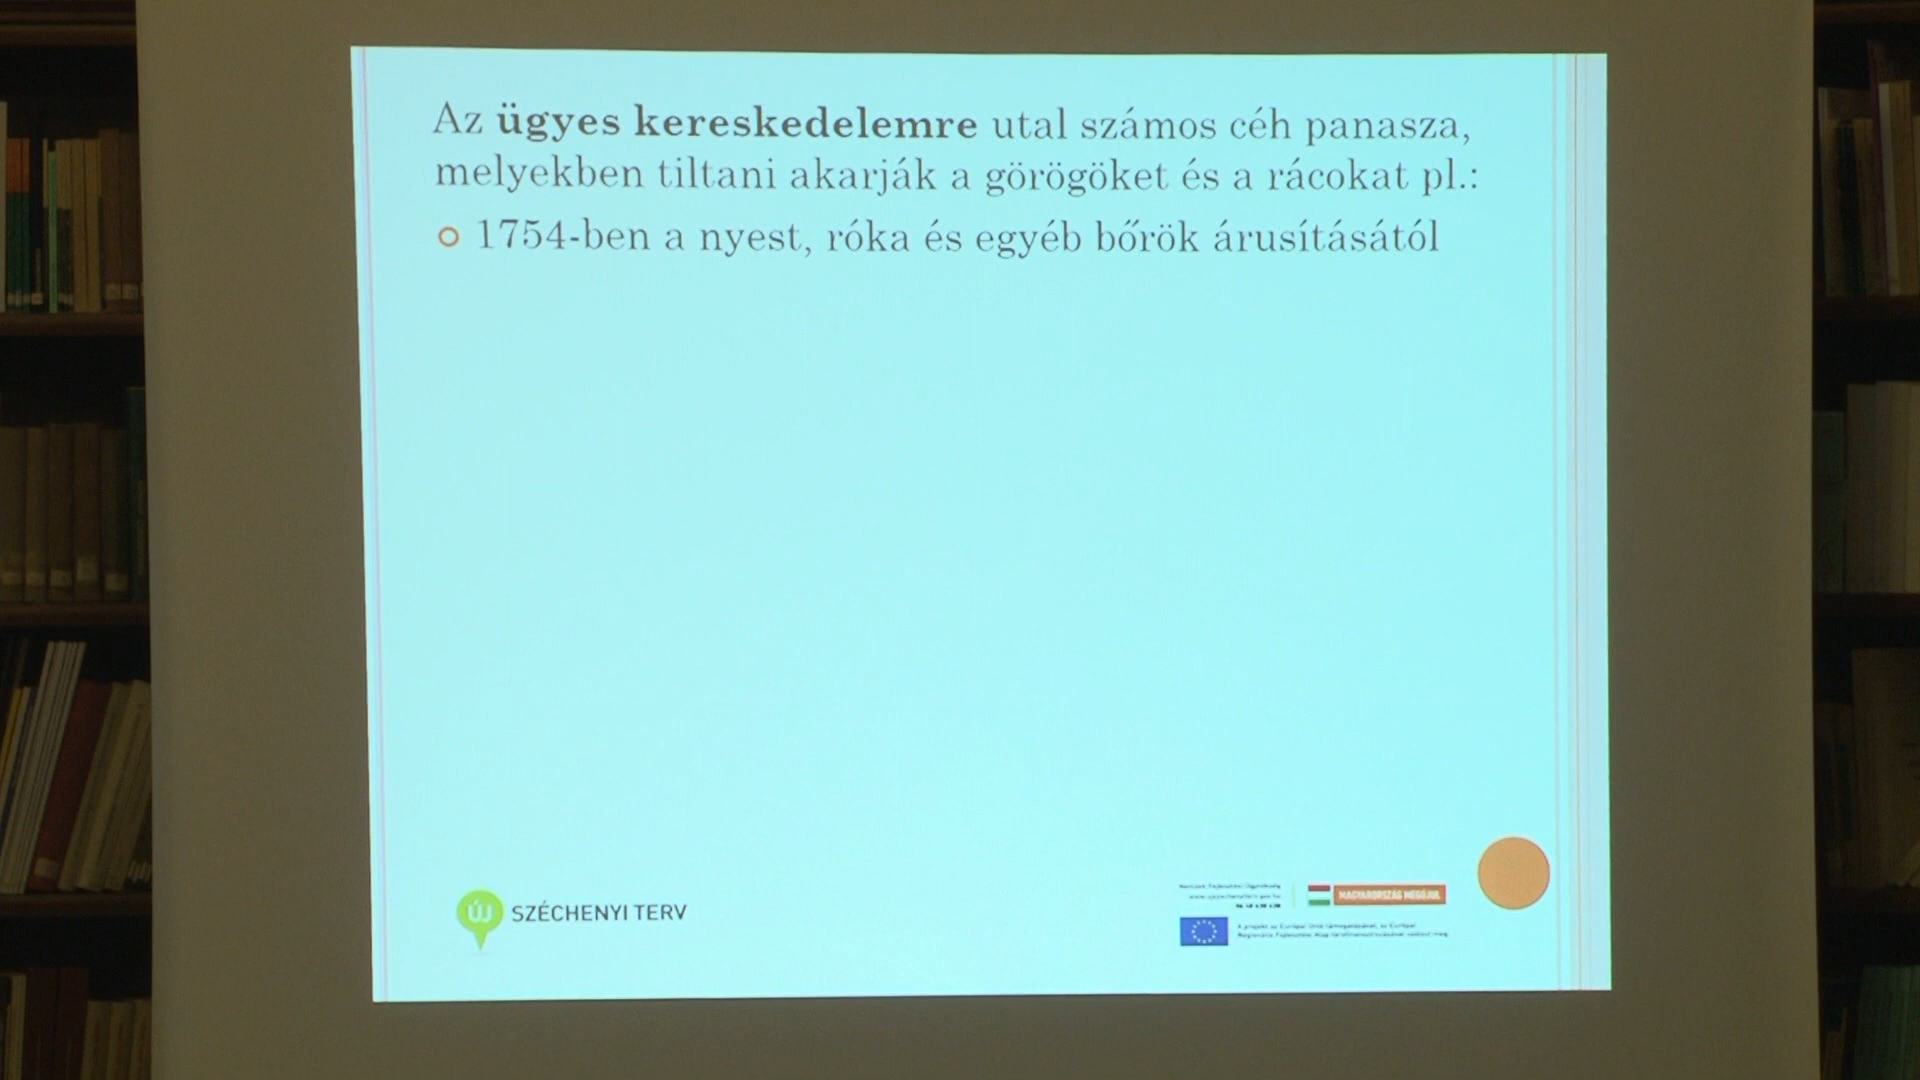 Az ügyes kereskedelemre utal számos céh panasza,
melyekben tiltani akarják a görögöket és a rácokat pl.:
1754-ben a nyest, róka és egyéb bőrök árusításától
ÚJ SZÉCHENYI TERV
MAGYARORSZÁG MEGÚJUL